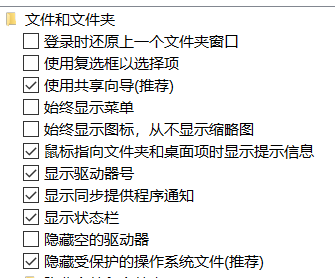 文件和文件夹
登录时还原上一个文件夹窗口
使用复选框以选择项
使用共享向导(推荐)
始终显示菜单
始终显示图标，从不显示缩略图
鼠标指向文件夹和桌面项时显示提示信息
显示驱动器号
显示同步提供程序通知
显示状态栏
隐藏空的驱动器
隐藏受保护的操作系统文件(推荐)